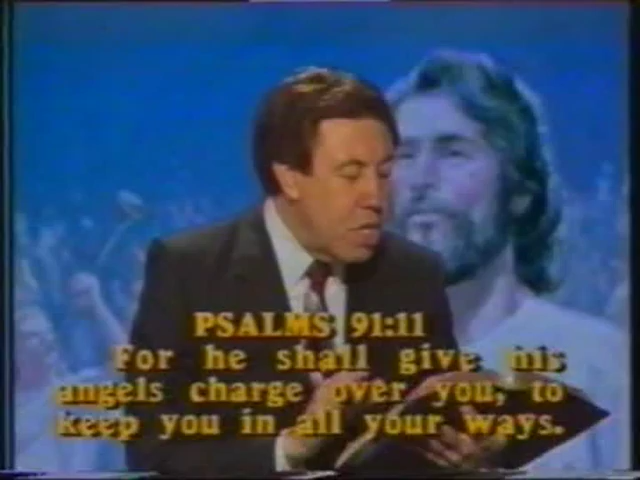 PSALMS 91:11
For he shall give his
angels charge over you, to
keep you in all your ways.